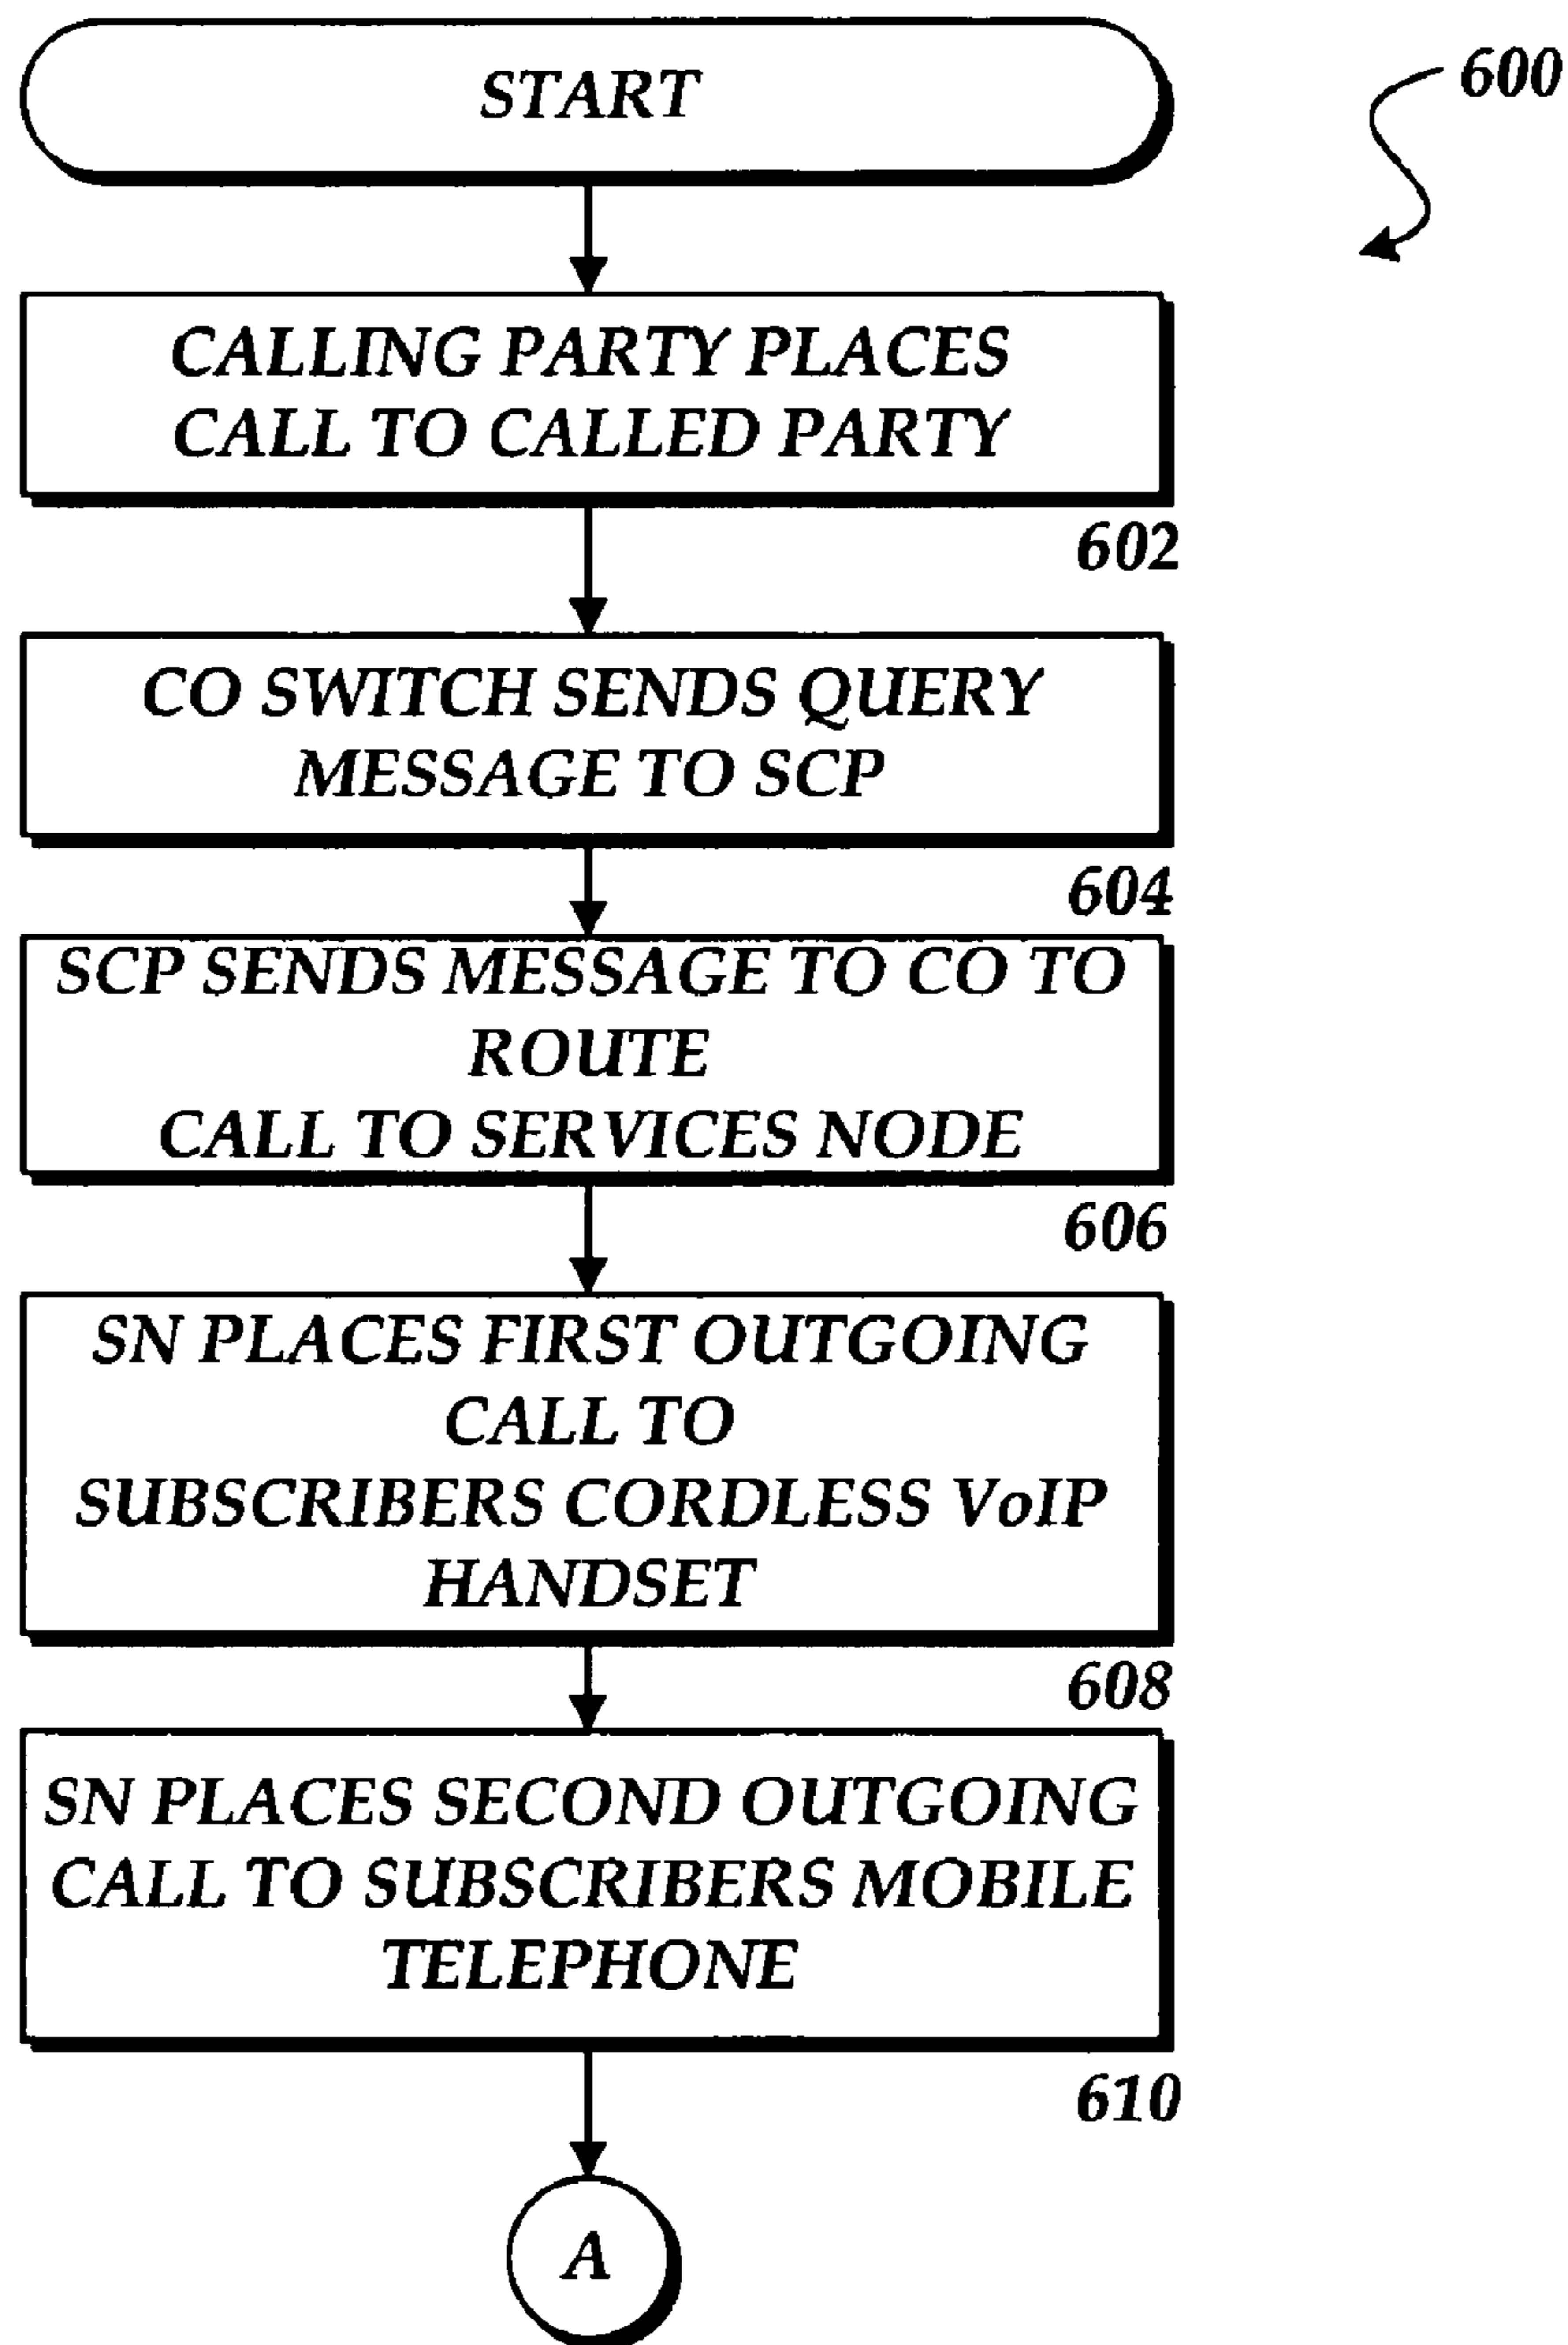 START
600
CALLING PARTY PLACES
CALL TO CALLED PARTY
602
CO SWITCH SENDS QUERY
MESSAGE TO SCP
604
SCP SENDS MESSAGE TO CO TO
ROUTE
CALL TO SERVICES NODE
606
SN PLACES FIRST OUTGOING
CALL TO
SUBSCRIBERS CORDLESS VoIP
HANDSET
608
SN PLACES SECOND OUTGOING
CALL TO SUBSCRIBERS MOBILE
TELEPHONE
610
A